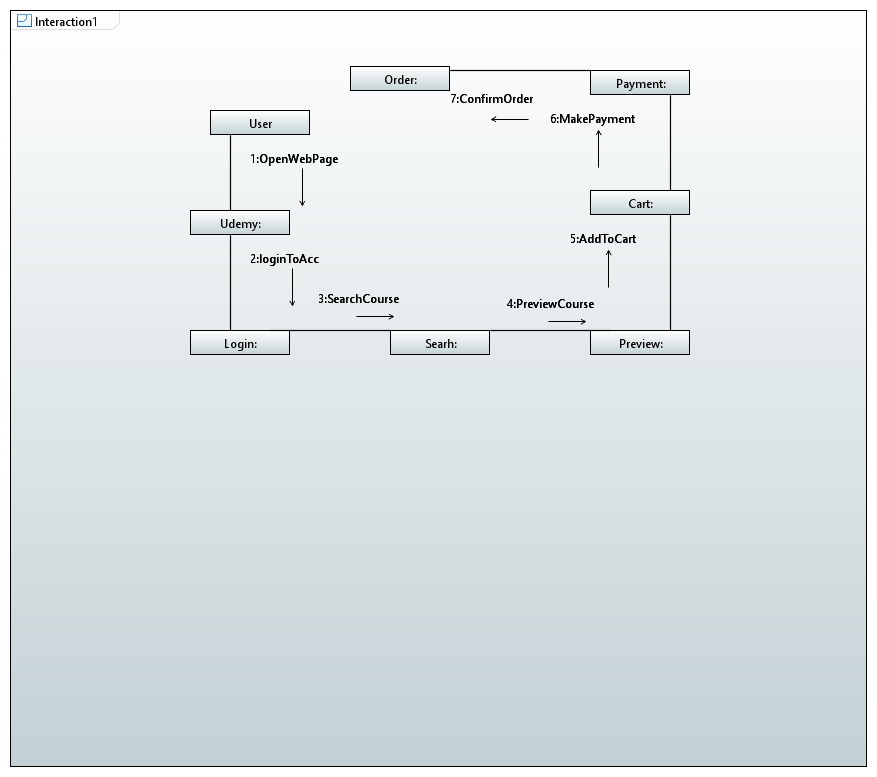 Interaction1
Order:
Payment:
7:ConfirmOrder
6:MakePayment
User
1:OpenWebPage
Cart:
Udemy:
5:AddToCart
2:loginToAcc
3:SearchCourse
4:PreviewCourse
Login:
Searh:
Preview: